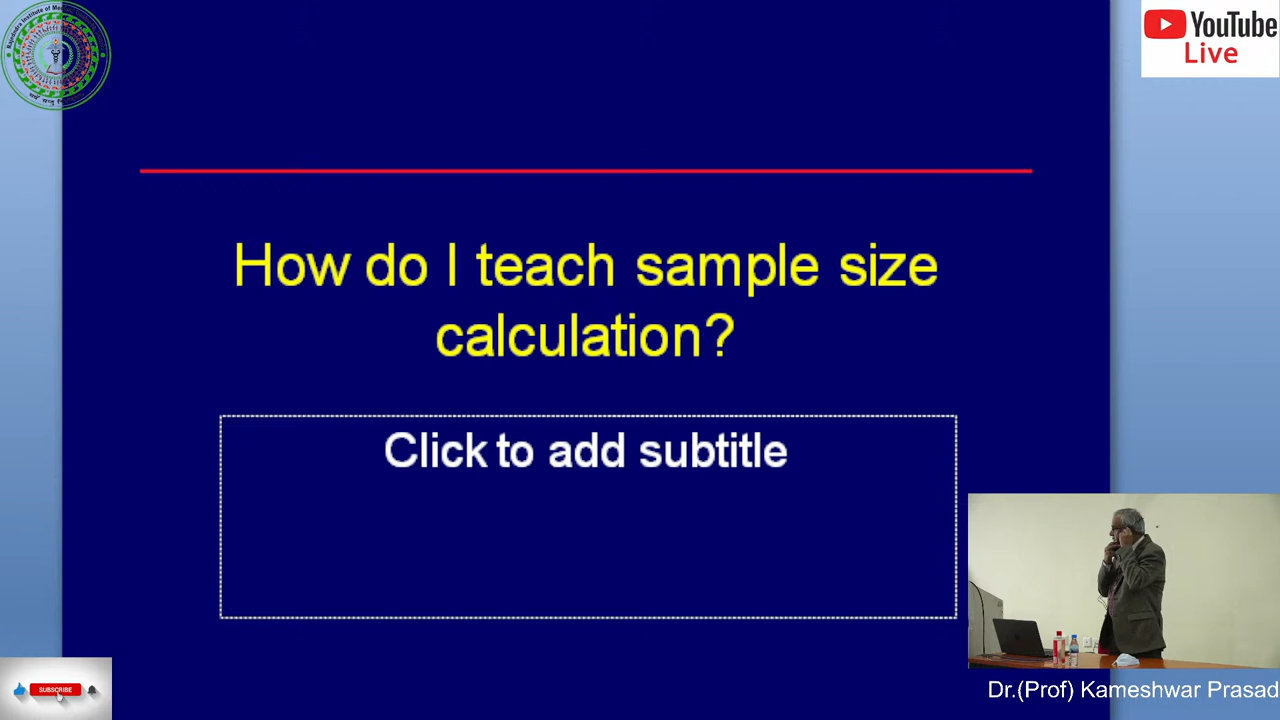 YouTube
Live
How do I teach sample size
calculation?
Click to add subtitle
SUBSCRIBE
Dr.(Prof) Kameshwar Prasad